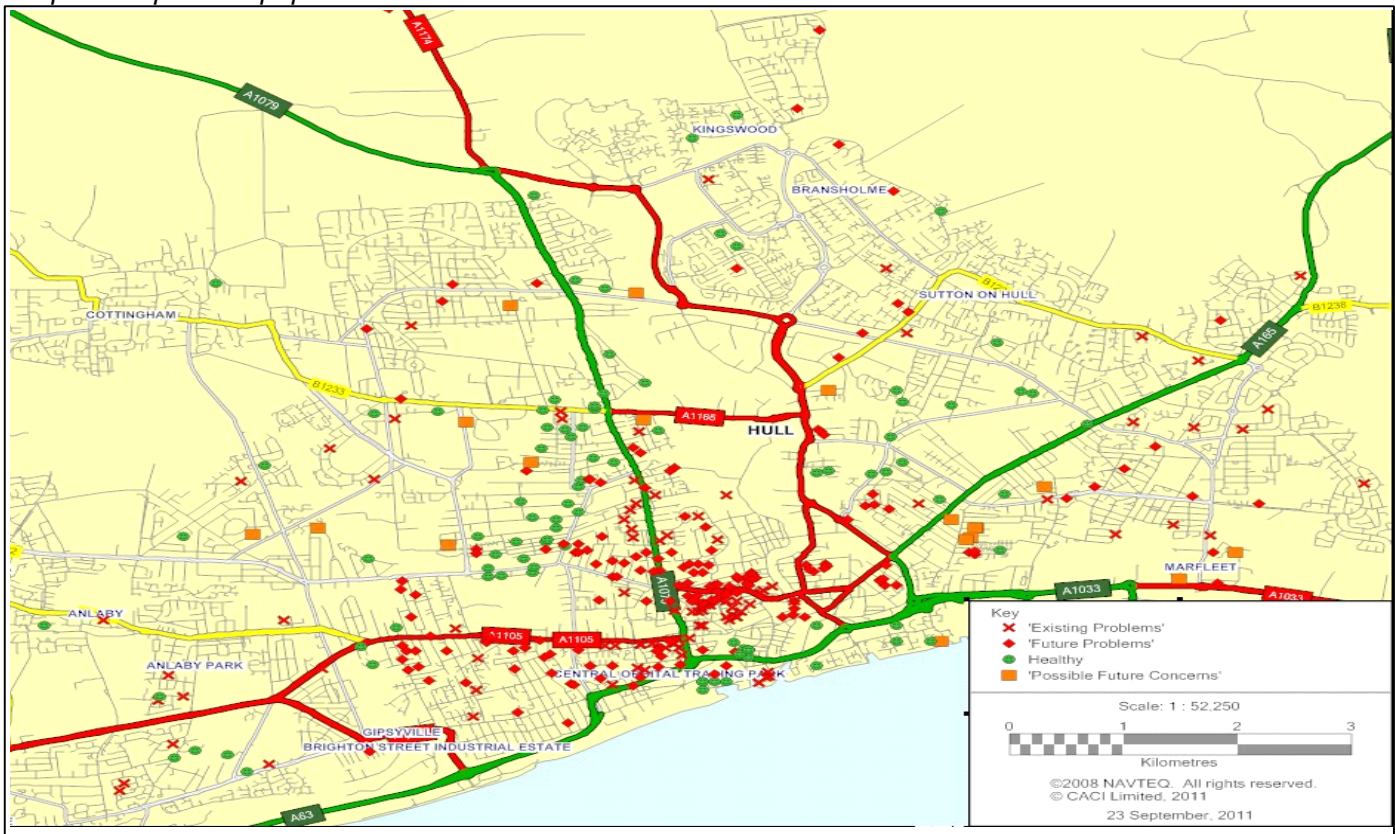 A1174
A1079
KINGSWOOD
BRANSHOLME
SUTTON ON HULL
COTTINGHAM
B1238
A165
B1233
A1165
HULL
MARFLEET
A1033
A1033
ANLABY
A1105
A1105
ANLABY PARK
CENTRAL ORBITAL TRADING PARK
GIPSYVILLE
BRIGHTON STREET INDUSTRIAL ESTATE
A63
Key
'Existing Problems'
'Future Problems'
Healthy
'Possible Future Concerns'
Scale: 1 : 52,250
0 1 2 3
Kilometres
©2008 NAVTEQ. All rights reserved.
© CACI Limited, 2011
23 September, 2011